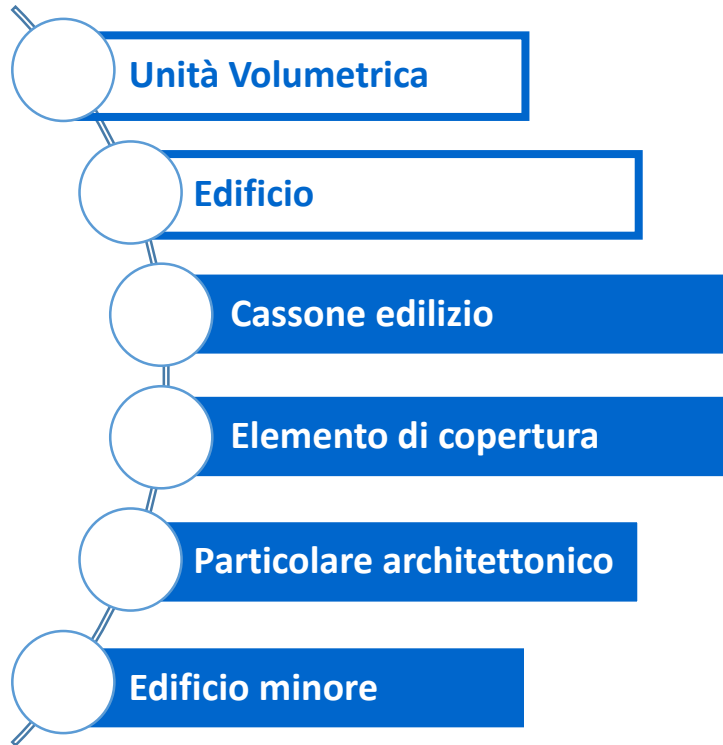 Unità Volumetrica
Edificio
Cassone edilizio
Elemento di copertura
Particolare architettonico
Edificio minore